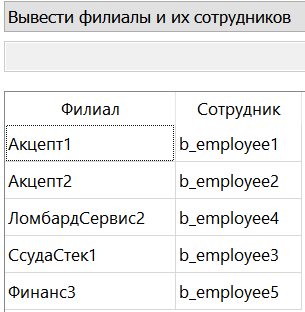 Вывести филиалы и их сотрудников
Филиал Сотрудник
Акцепт1 b_employee1
Акцепт2 b_employee2
ЛомбардСервис2 b_employee4
СсудаСтек1 b_employee3
Финанс3 b_employee5